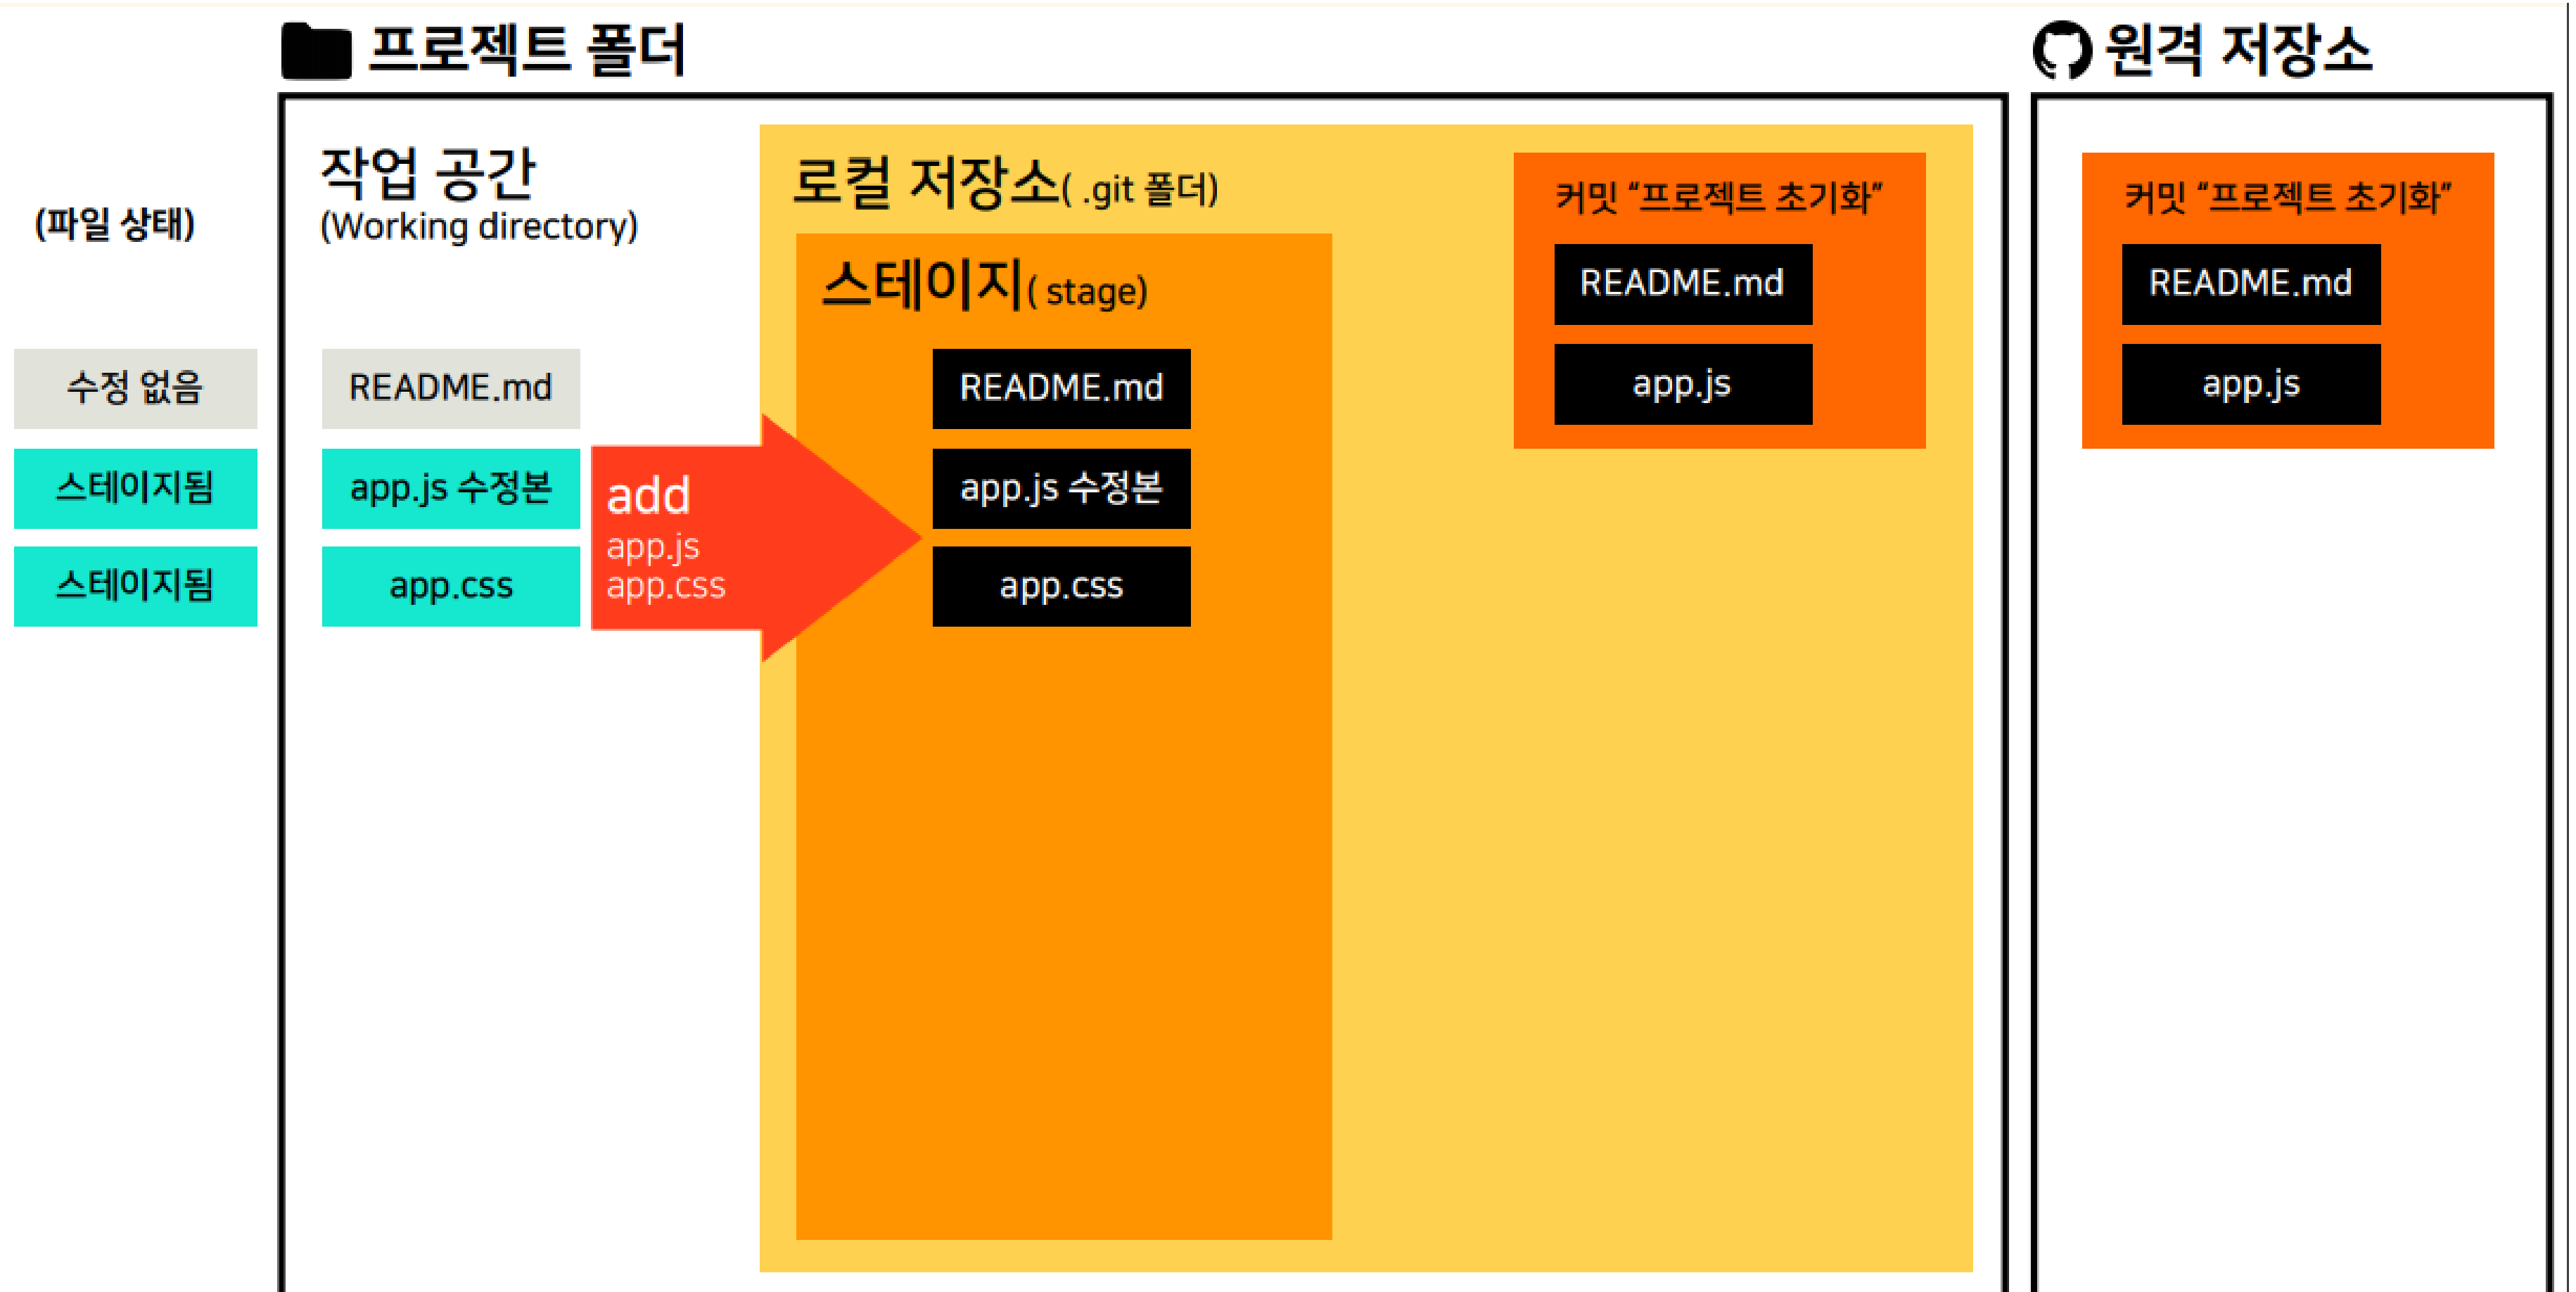 프로젝트 폴더
원격 저장소
(파일 상태)
작업 공간
(Working directory)
로컬 저장소( .git 폴더)
스테이지( stage)
커밋 “프로젝트 초기화”
README.md
app.js
커밋 “프로젝트 초기화”
README.md
app.js
수정 없음
README.md
README.md
스테이지됨
app.js 수정본
app.js 수정본
스테이지됨
app.css
app.css
add
app.js
app.css